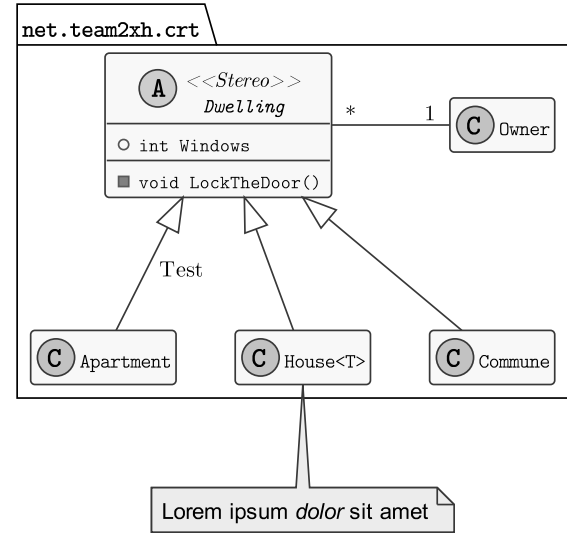 net.team2xh.crt
A <<Stereo>>
Dwelling
* 1
C Owner
int Windows
void LockTheDoor()
Test
C Apartment
C House<T>
C Commune
Lorem ipsum dolor sit amet